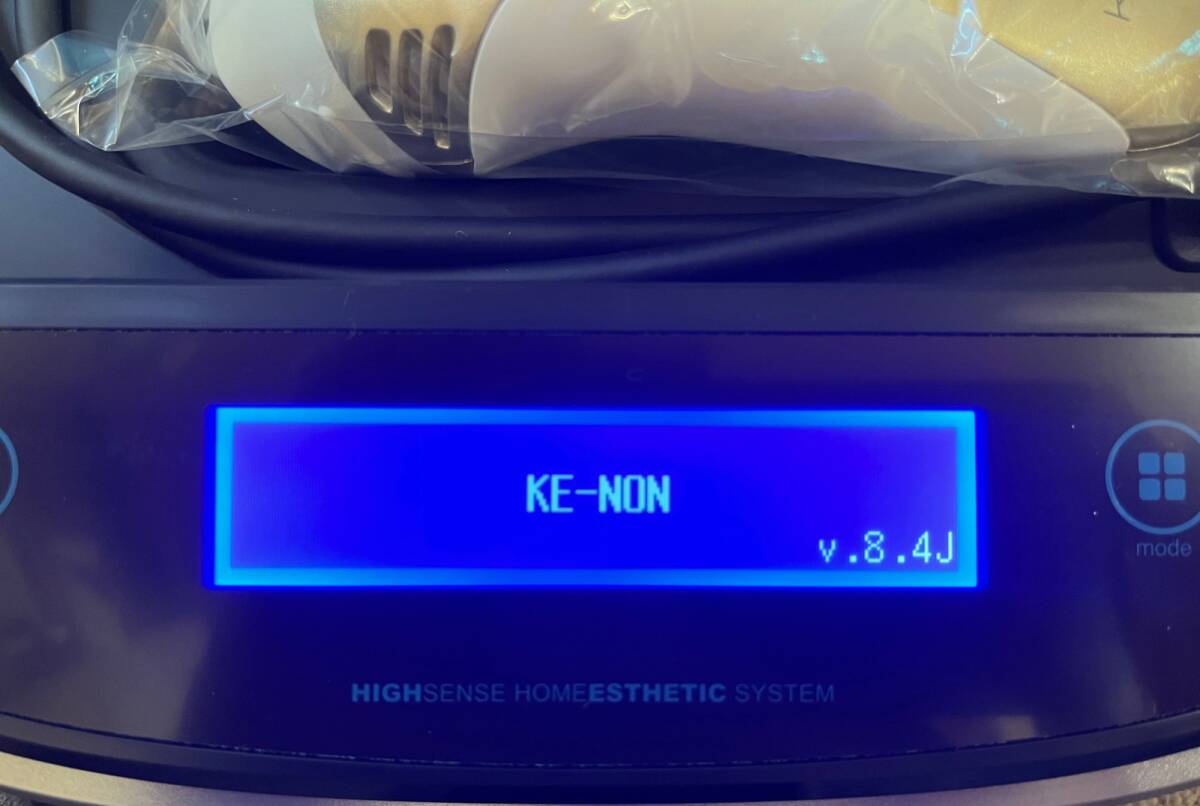 KE-NON
v.8.4J
mode
HIGHSENSE HOMEESTHETIC SYSTEM